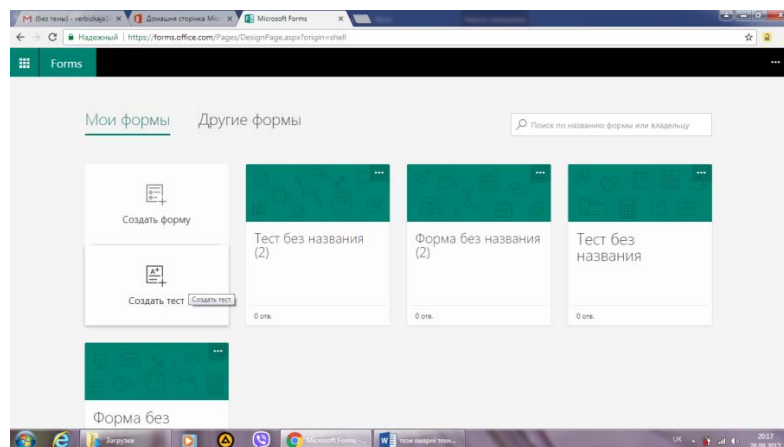 (Без темы) - verbizkaja
Домашня сторінка Mic
Microsoft Forms
Надежный | https://forms.office.com/Pages/DesignPage.aspx?origin=shell
Forms
Мои формы Другие формы
Поиск по названию формы или владельцу
Создать форму
Создать тест
Создать тест
Тест без названия
(2)
0 отв.
Форма без названия
(2)
0 отв.
Тест без
названия
0 отв.
Форма без
Загрузки
Microsoft Forms - ...
W
UK
20:17